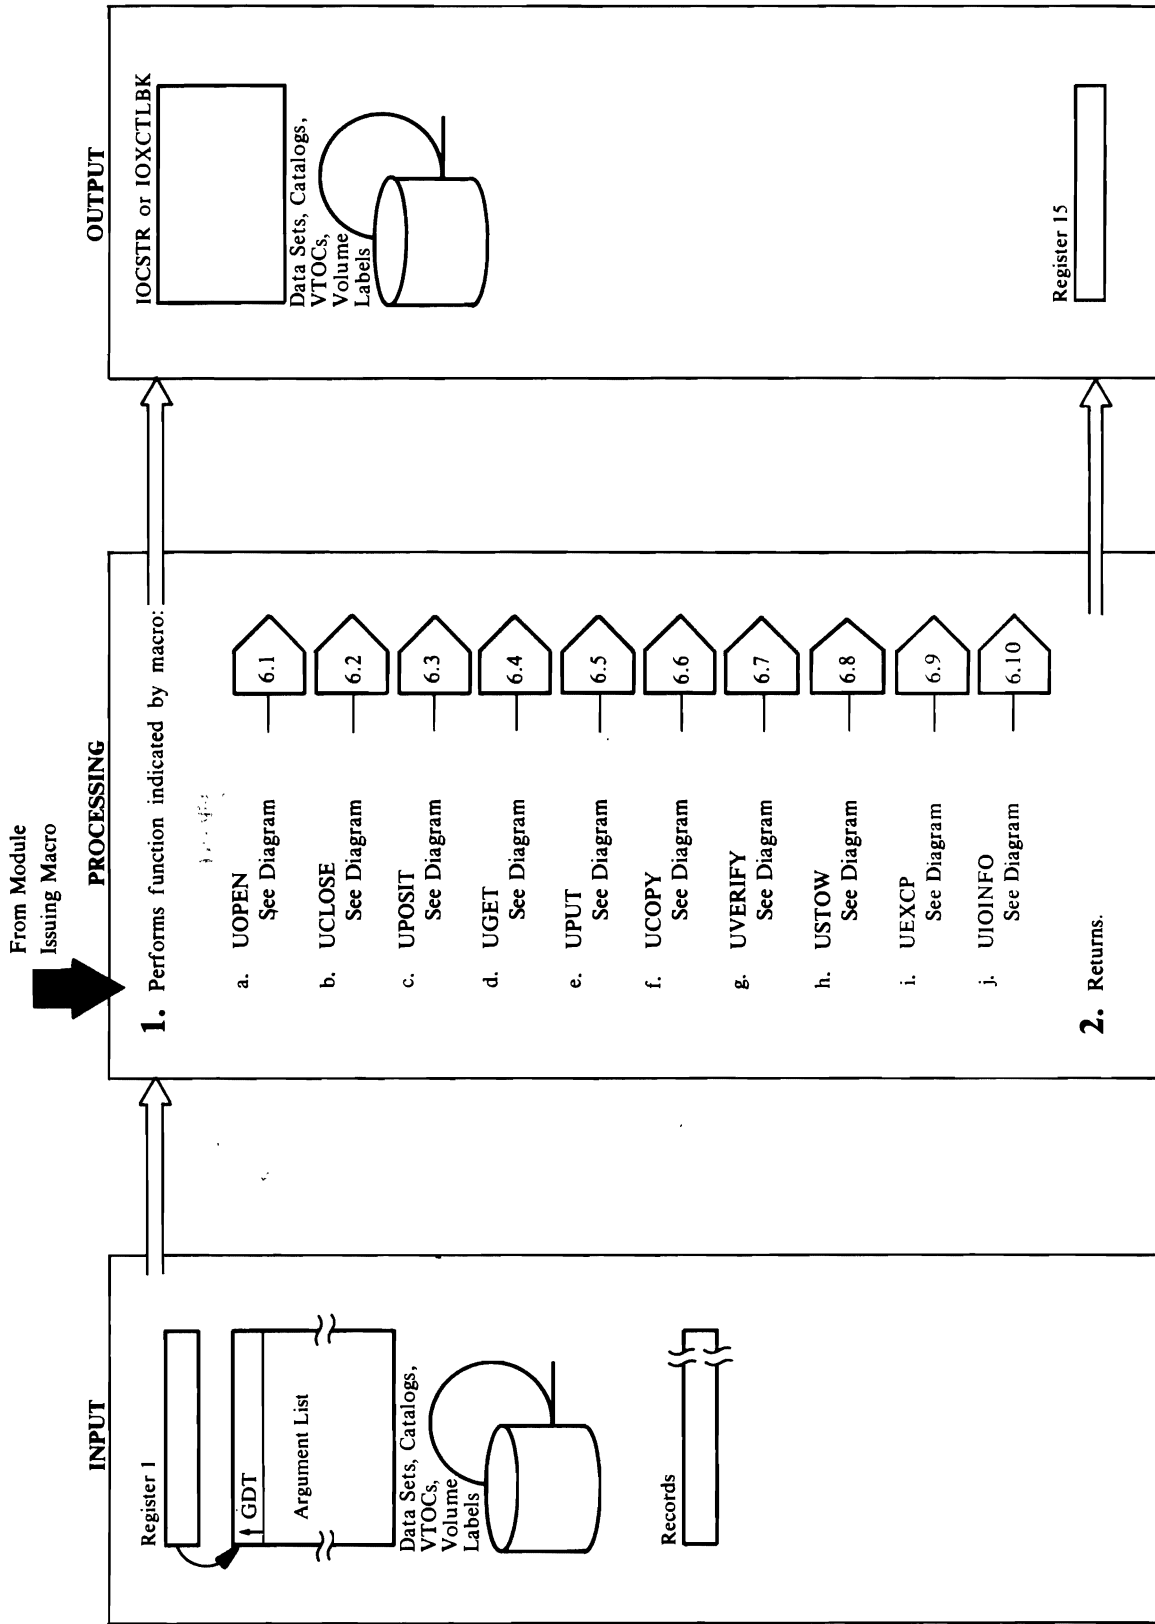 INPUT
Register 1
GDT
Argument List
Data Sets, Catalogs,
VTOCs,
Volume
Labels
Records
From Module
Issuing Macro
PROCESSING
1. Performs function indicated by macro:
a. UOPEN
See Diagram
6.1
b. UCLOSE
See Diagram
6.2
c. UPOSIT
See Diagram
6.3
d. UGET
See Diagram
6.4
e. UPUT
See Diagram
6.5
f. UCOPY
See Diagram
6.6
g. UVERIFY
See Diagram
6.7
h. USTOW
See Diagram
6.8
i. UEXCP
See Diagram
6.9
j. UIOINFO
See Diagram
6.10
2. Returns.
OUTPUT
IOCSTR or IOXCTLBK
Data Sets, Catalogs,
VTOCs,
Volume
Labels
Register 15